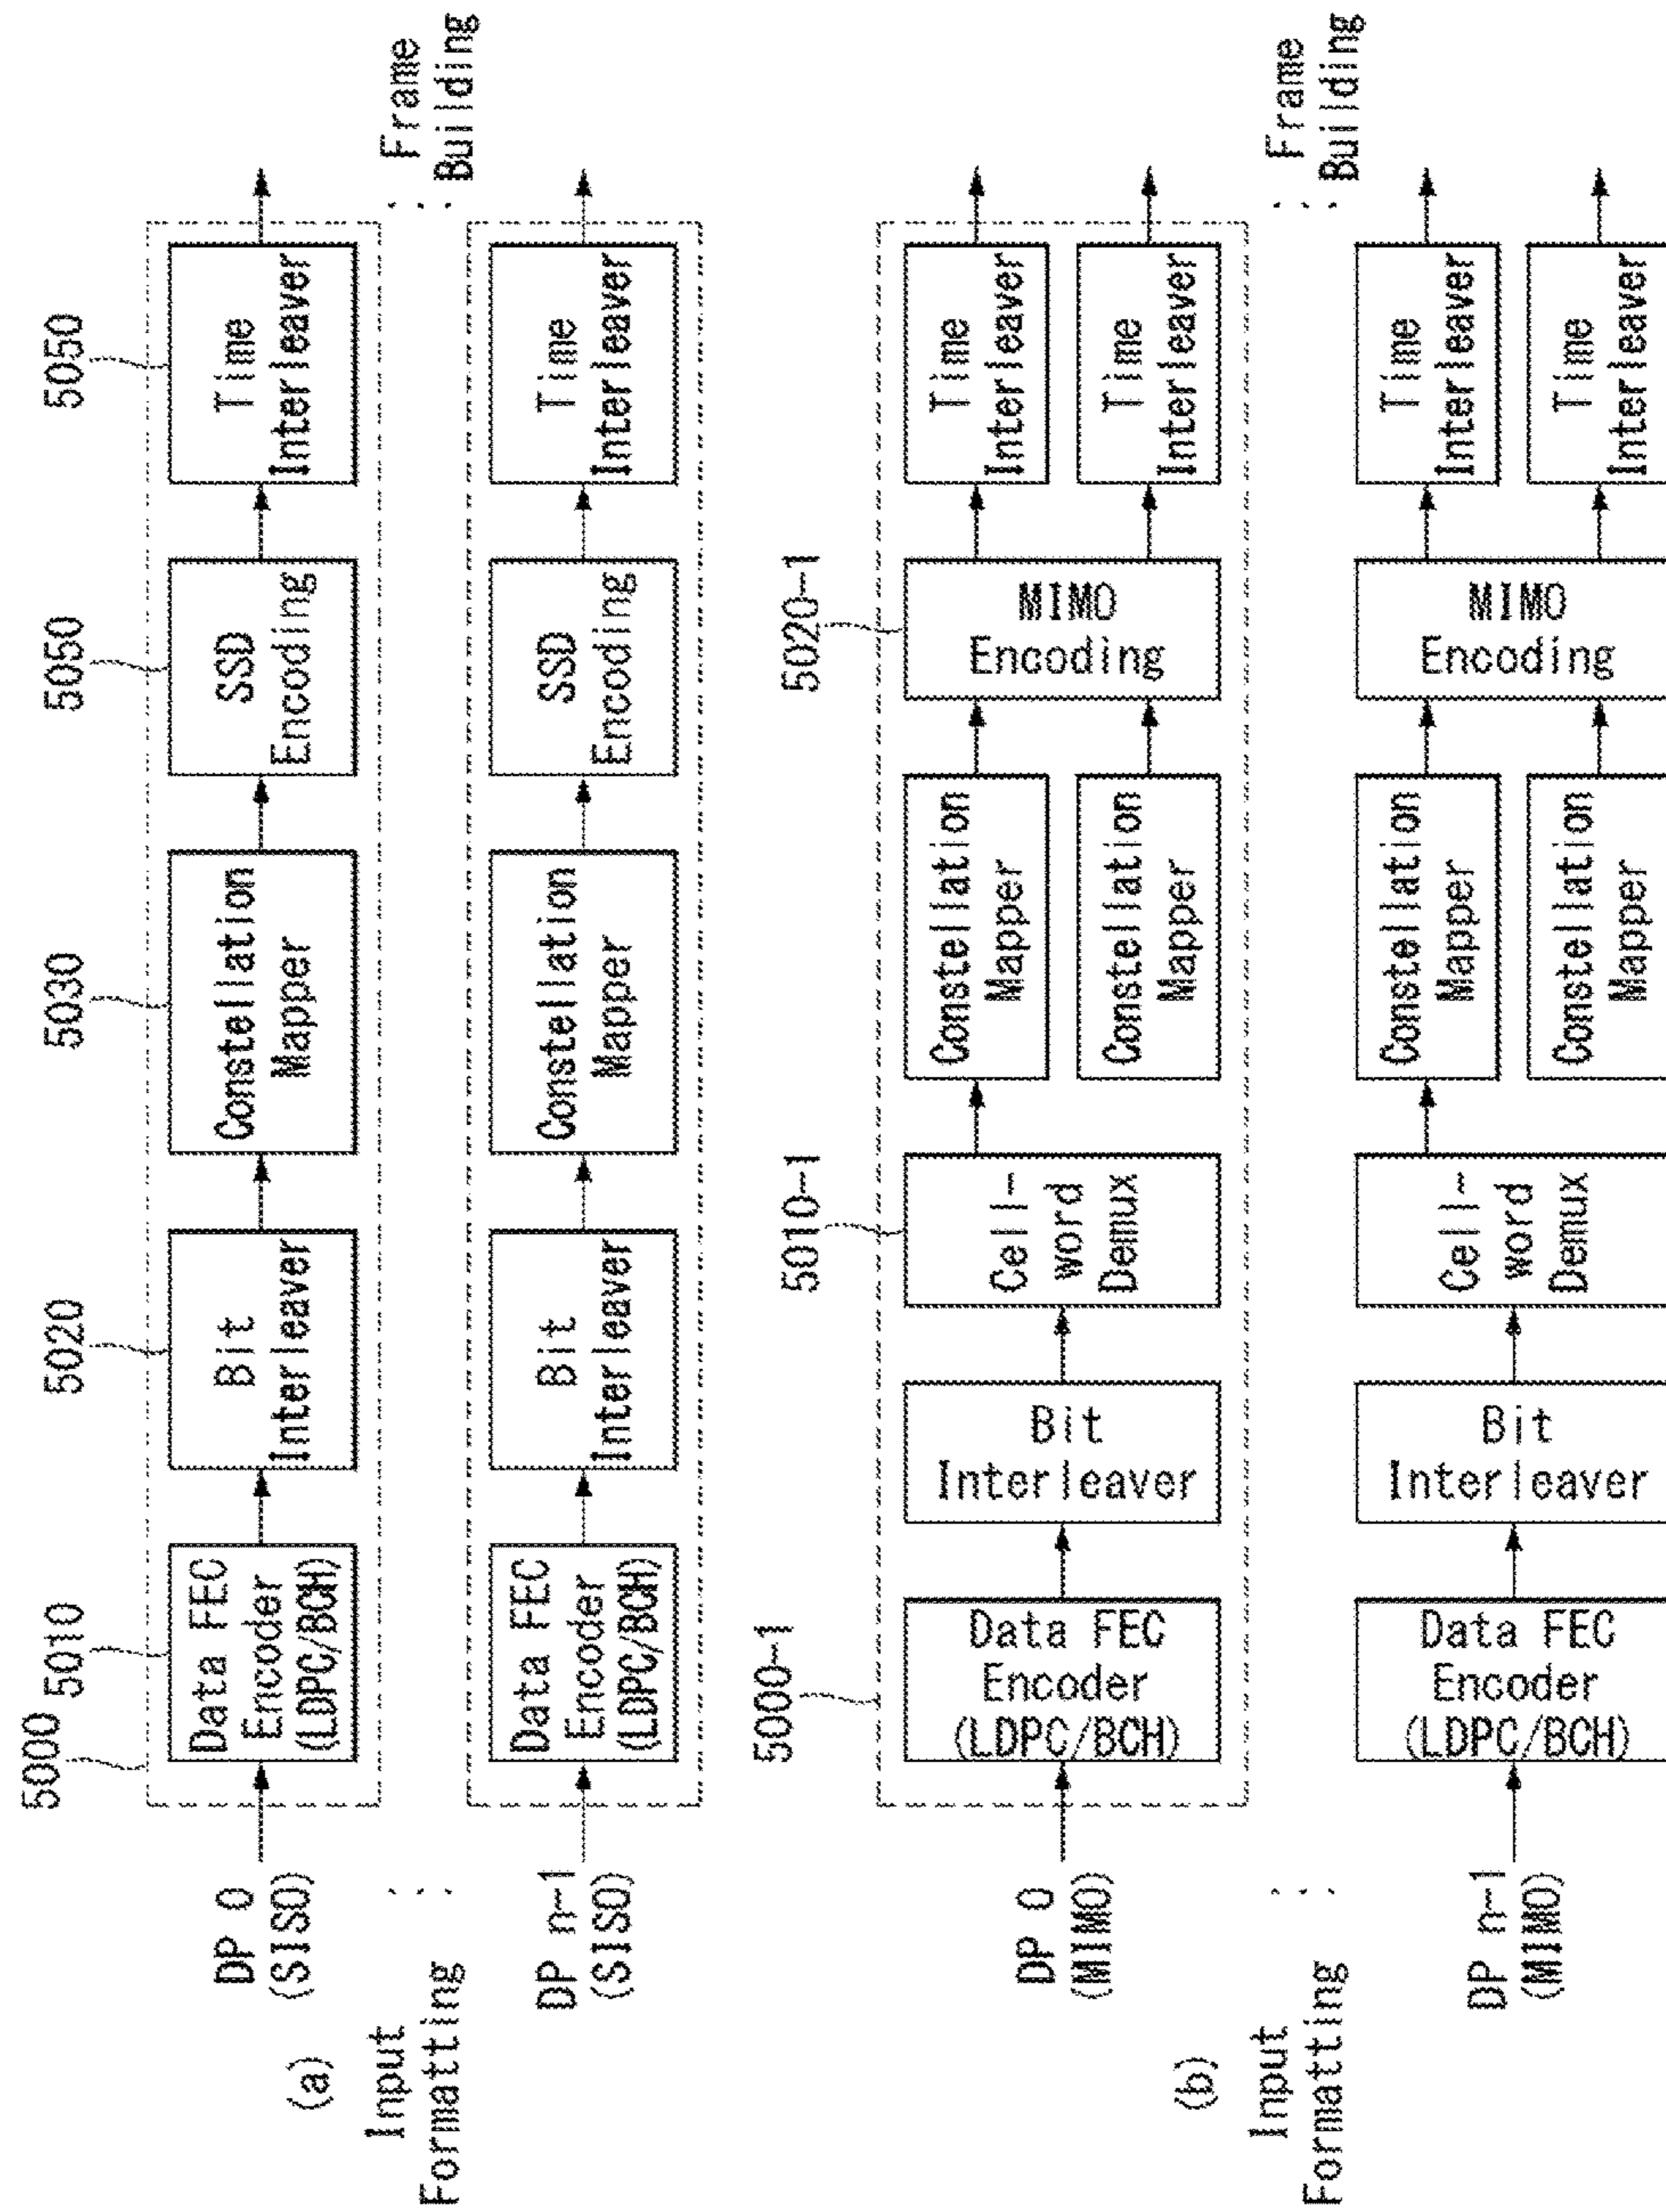 5000
5010
5020
5030
5050
5050
(a)
Input
Formatting
DP 0
(SISO)
Data FEC
Encoder
(LDPC/BCH)
Bit
Interleaver
Constellation
Mapper
SSD
Encoding
Time
Interleaver
Frame
Building
DP n-1
(SISO)
Data FEC
Encoder
(LDPC/BCH)
Bit
Interleaver
Constellation
Mapper
SSD
Encoding
Time
Interleaver
5000-1
5010-1
5020-1
(b)
Input
Formatting
DP 0
(MIMO)
Data FEC
Encoder
(LDPC/BCH)
Bit
Interleaver
Cell-
word
Demux
Constellation
Mapper
Constellation
Mapper
MIMO
Encoding
Time
Interleaver
Time
Interleaver
Frame
Building
DP n-1
(MIMO)
Data FEC
Encoder
(LDPC/BCH)
Bit
Interleaver
Cell-
word
Demux
Constellation
Mapper
Constellation
Mapper
MIMO
Encoding
Time
Interleaver
Time
Interleaver